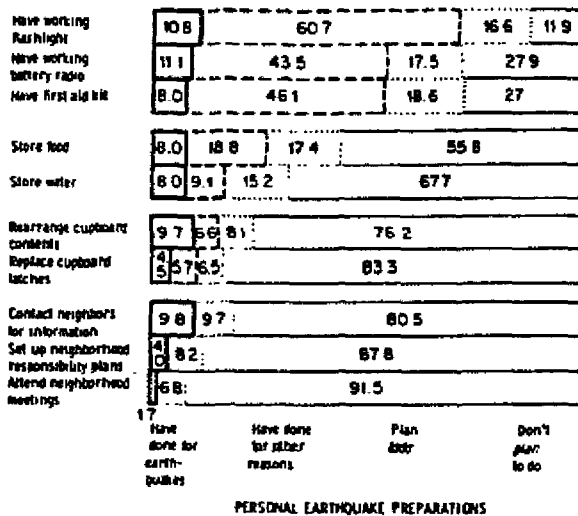 Have working
flashlight
10.8 60.7 16.6 11.9
Have working
battery radio
11.1 43.5 17.5 27.9
Have first aid kit
8.0 46.1 18.6 27
Store food
8.0 18.8 17.4 55.8
Store water
8.0 9.1 15.2 67.7
Rearrange cupboard
contents
9.7 6.6 8.1 76.2
Replace cupboard
latches
4.5 5.7 6.5 83.3
Contact neighbors
for information
9.8 9.7 80.5
Set up neighborhood
responsibility plans
4.0 8.2 87.8
Attend neighborhood
meetings
6.8 91.5
1.7
Have
done for
earth-
quakes
Have done
for other
reasons
Plan
to do
Don't
plan
to do
PERSONAL EARTHQUAKE PREPARATIONS